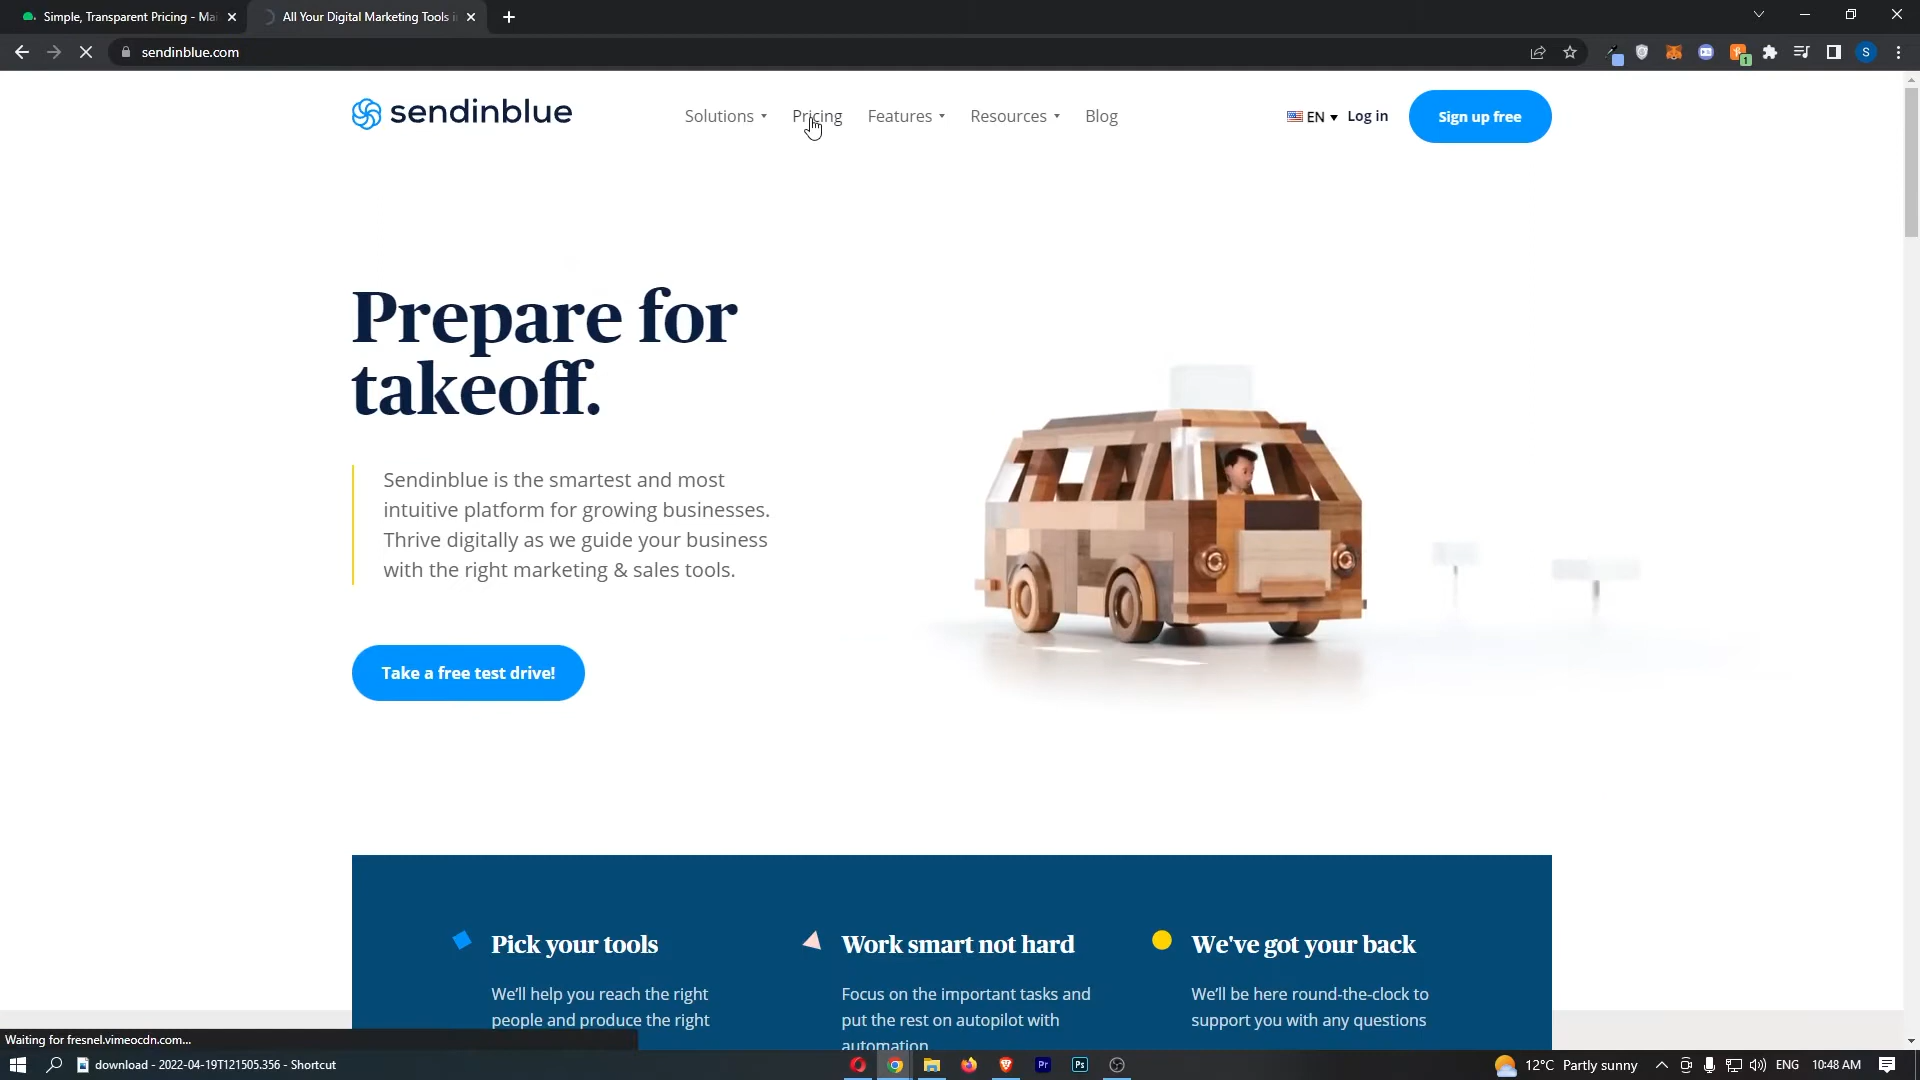 Simple, Transparent Pricing - Mai
All Your Digital Marketing Tools i
sendinblue.com
1
S
sendinblue
Solutions
Pricing
Features
Resources
Blog
EN
Log in
Sign up free
Prepare for
takeoff.
Sendinblue is the smartest and most
intuitive platform for growing businesses.
Thrive digitally as we guide your business
with the right marketing & sales tools.
Take a free test drive!
Pick your tools
We'll help you reach the right
people and produce the right
Work smart not hard
Focus on the important tasks and
put the rest on autopilot with
automation
We've got your back
We'll be here round-the-clock to
support you with any questions
Waiting for fresnel.vimeocdn.com...
download - 2022-04-19T121505.356 - Shortcut
Pr
Ps
12°C Partly sunny
ENG
10:48 AM